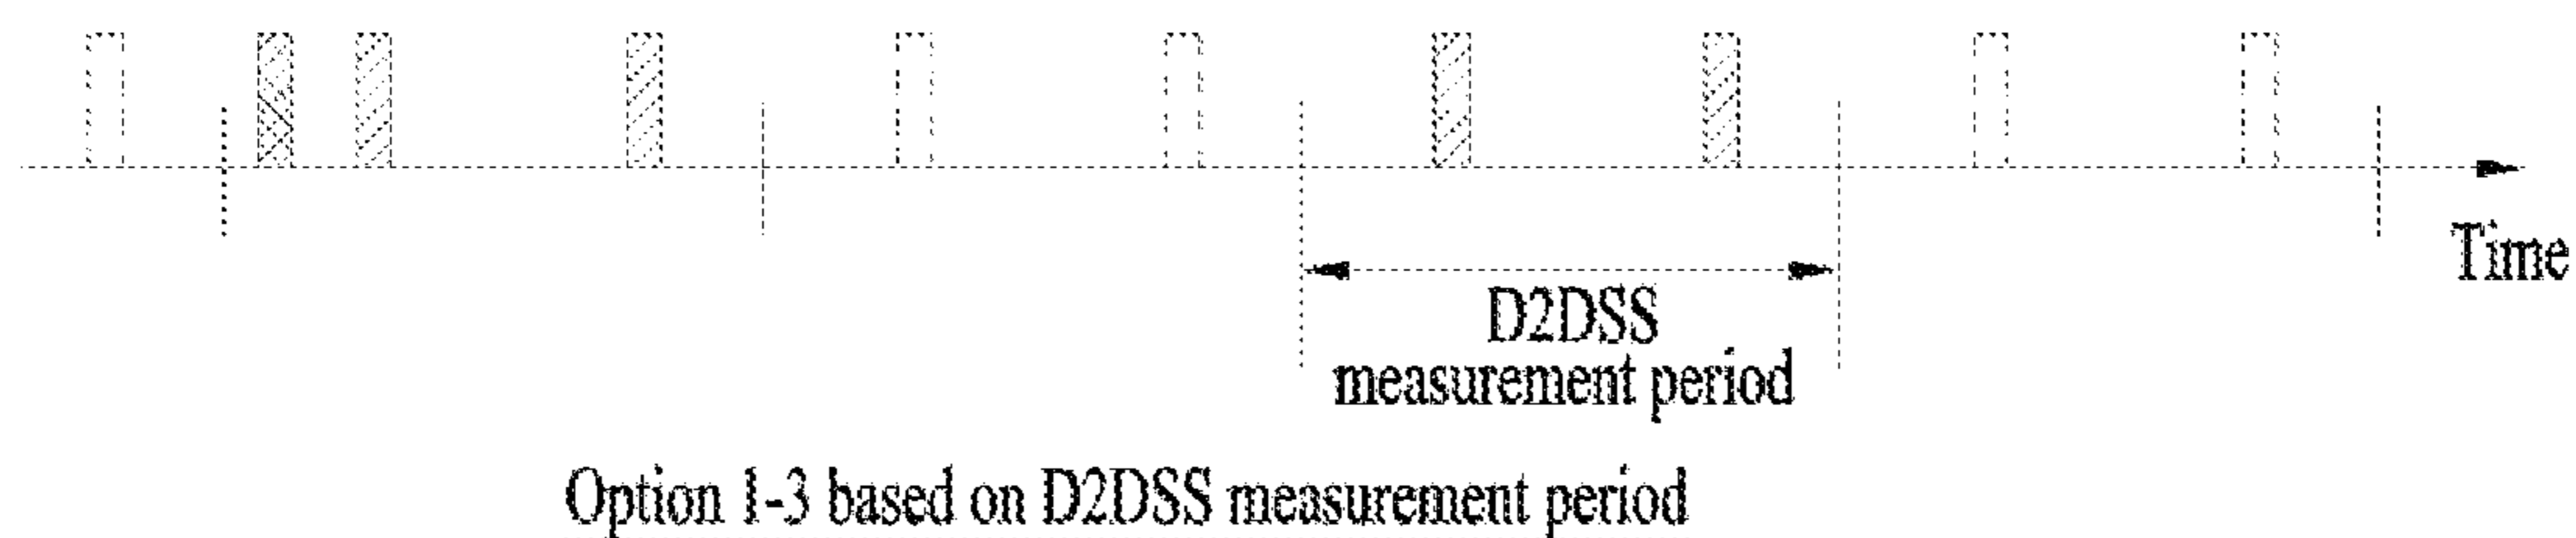 Time
D2DSS
measurement period
Option 1-3 based on D2DSS measurement period